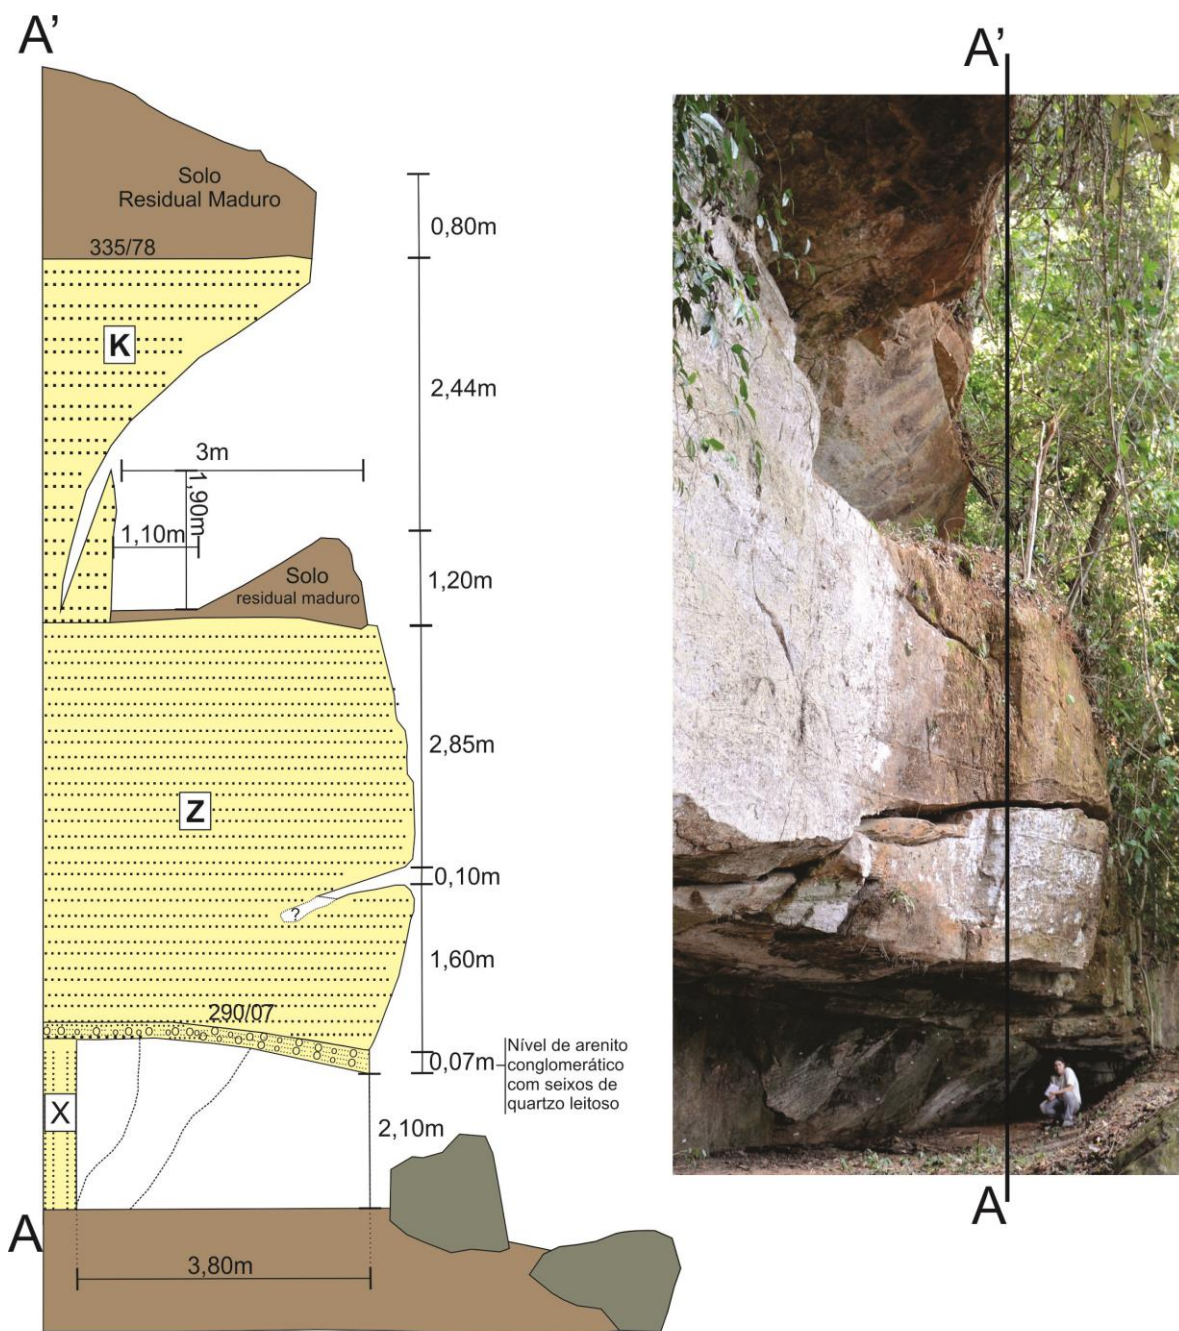 A'
Solo
Residual Maduro
335/78
0,80m
K
2,44m
3m
1,90m
1,10m
Solo
residual maduro
1,20m
Z
2,85m
0,10m
?
1,60m
290/07
0,07m
Nível de arenito
conglomerático
com seixos de
quartzo leitoso
X
2,10m
A
3,80m
A'
A